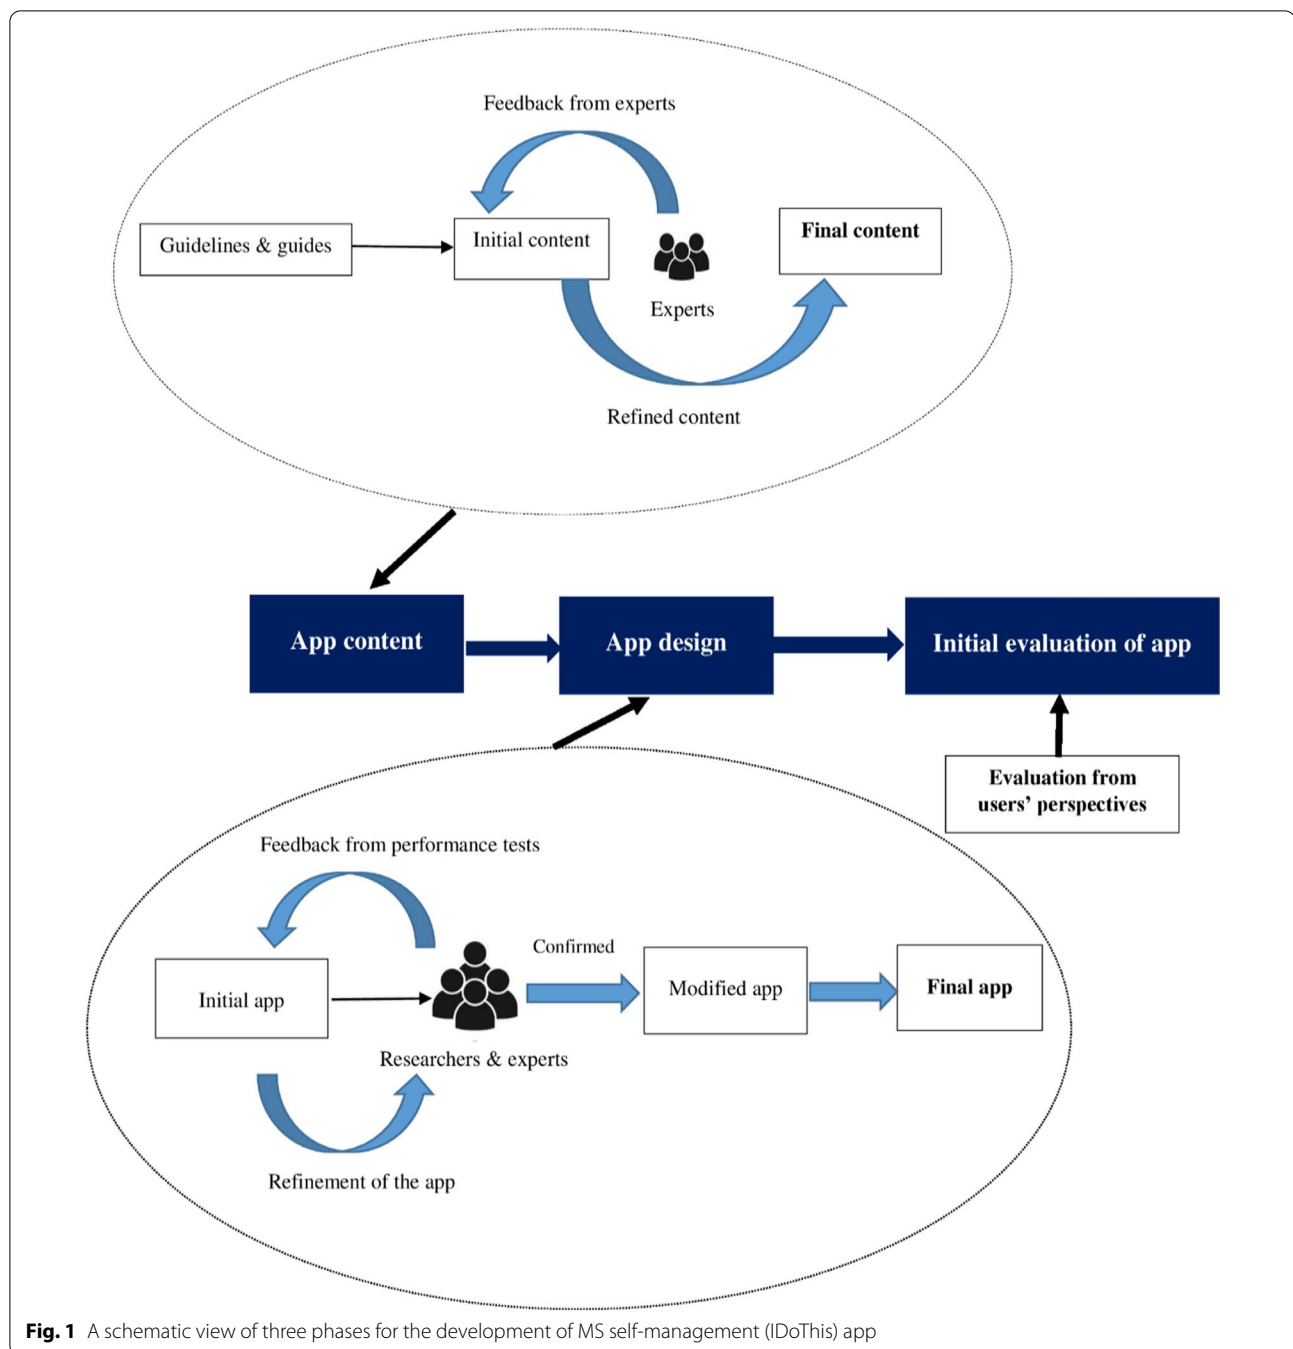 Feedback from experts
Guidelines & guides
Initial content
Final content
Experts
Refined content
App content
App design
Initial evaluation of app
Evaluation from
users’ perspectives
Feedback from performance tests
Confirmed
Initial app
Modified app
Final app
Researchers & experts
Refinement of the app
Fig. 1 A schematic view of three phases for the development of MS self-management (IDoThis) app